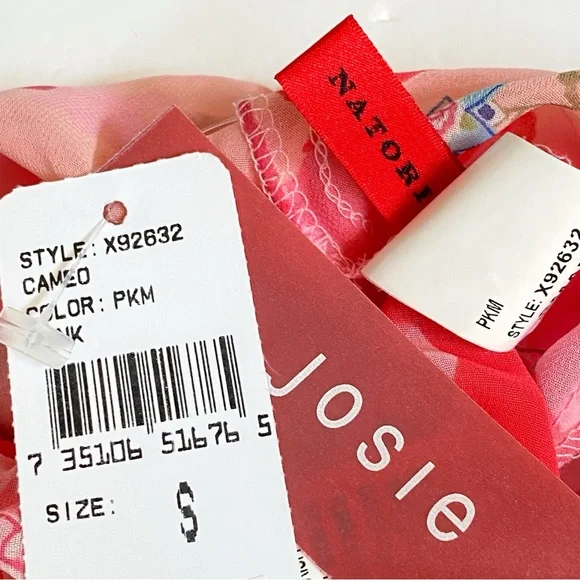 STYLE: X92632
CAMEO
COLOR: PKM
7 35106 51676 5
SIZE: S
josie
NATORI
PKM
STYLE: X92632